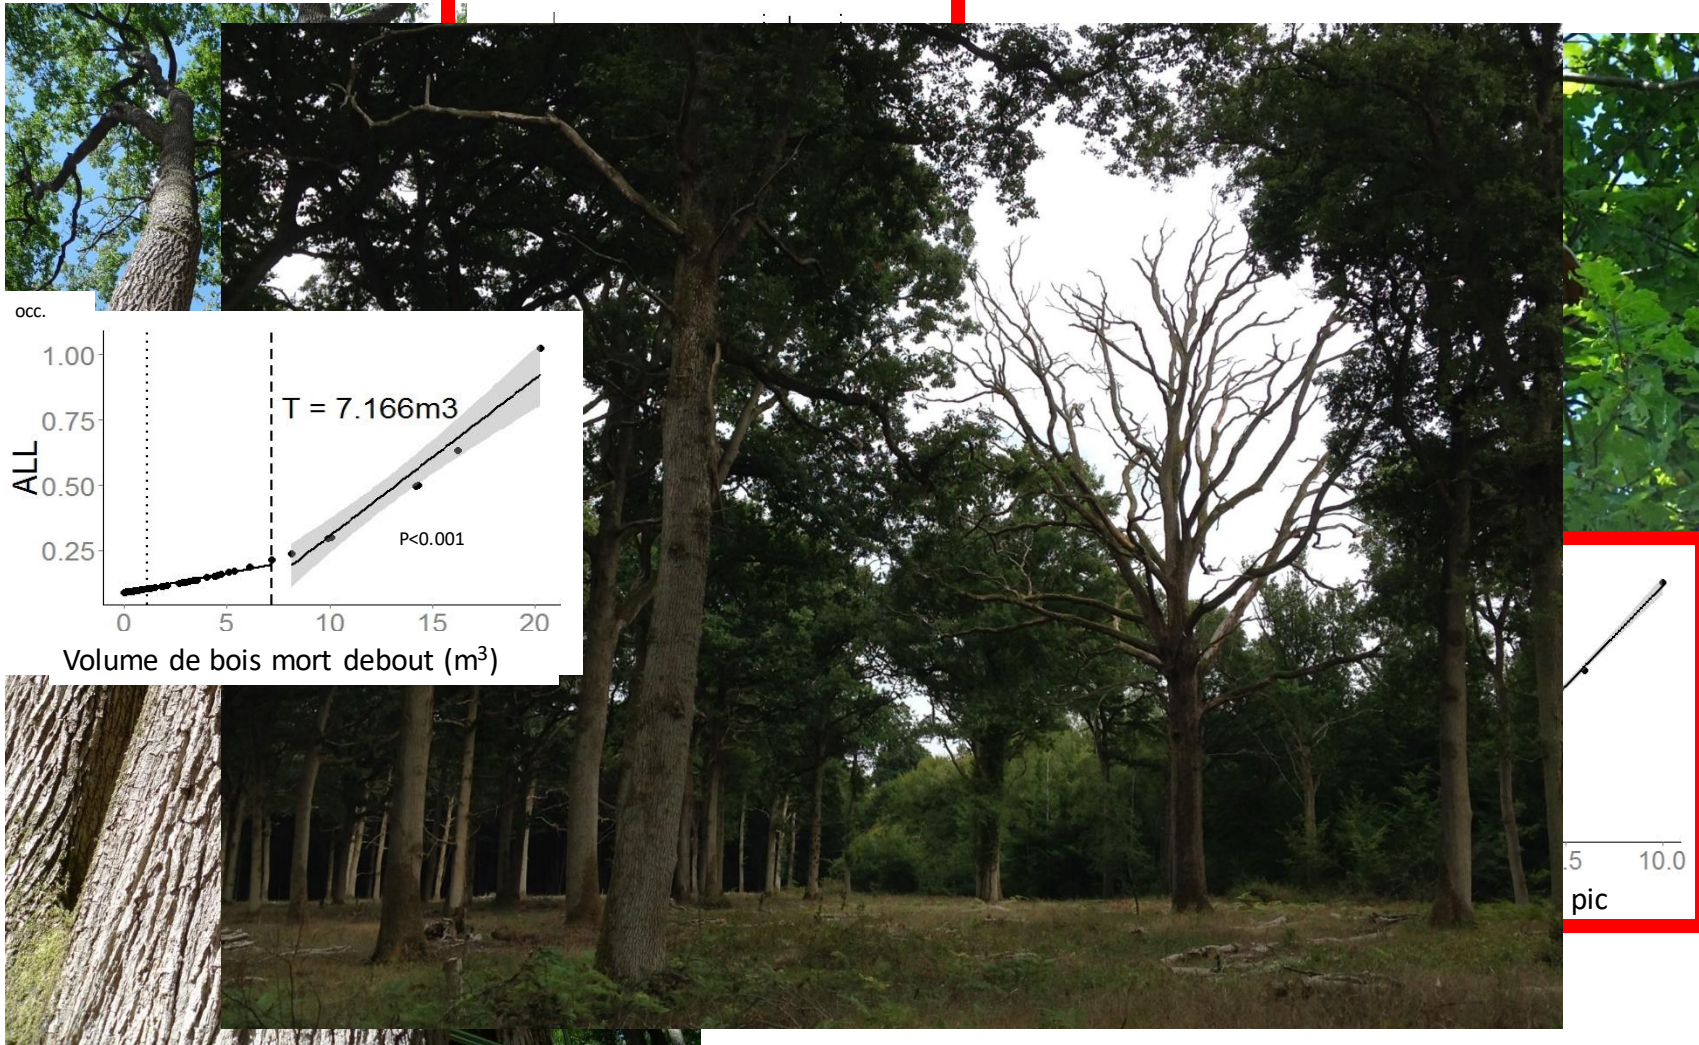 occ.
1.00
0.75
0.50
0.25
ALL
T = 7.166m3
P<0.001
0 5 10 15 20
Volume de bois mort debout (m³)
.5 10.0
pic